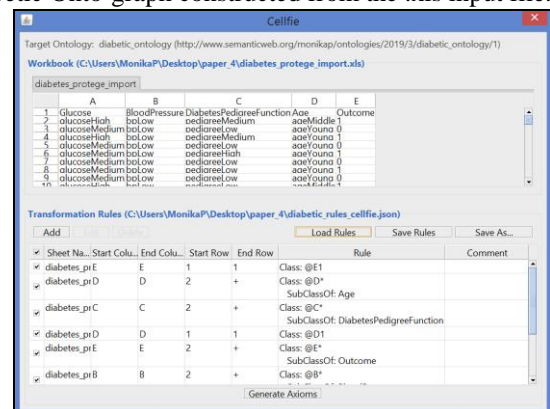 Cellfie
Target Ontology: diabetic_ontology (http://www.semanticweb.org/monikap/ontologies/2019/3/diabetic_ontology/1)
Workbook (C:\Users\MonikaP\Desktop\paper_4\diabetes_protege_import.xls)
diabetes_protege_import
A B C D E
1 Glucose BloodPressure DiabetesPedigreeFunction Age Outcome
2 glucoseHigh bpLow pedigreeMedium ageMiddle 1
3 glucoseMedium bpLow pedigreeLow ageYoung 0
4 glucoseHigh bpLow pedigreeMedium ageYoung 1
5 glucoseMedium bpLow pedigreeLow ageYoung 0
6 glucoseMedium bpLow pedigreeHigh ageYoung 1
7 glucoseMedium bpLow pedigreeLow ageYoung 0
8 glucoseMedium bpLow pedigreeLow ageYoung 1
9 glucoseMedium bpLow pedigreeLow ageYoung 0
10 glucoseHigh bpLow pedigreeLow ageMiddle 1
Transformation Rules (C:\Users\MonikaP\Desktop\paper_4\diabetic_rules_cellfie.json)
Add Edit Delete Load Rules Save Rules Save As...
Sheet Na... Start Colu... End Colu... Start Row End Row Rule Comment
diabetes_pr E E 1 1 Class: @E1
diabetes_pr D D 2 + Class: @D*
SubClassOf: Age
diabetes_pr C C 2 + Class: @C*
SubClassOf: DiabetesPedigreeFunction
diabetes_pr D D 1 1 Class: @D1
diabetes_pr E E 2 + Class: @E*
SubClassOf: Outcome
diabetes_pr B B 2 + Class: @B*
Generate Axioms